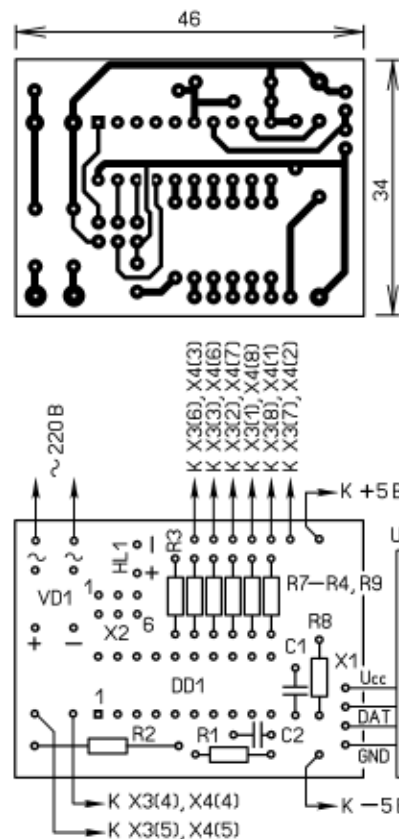 46
34
~ 220 В
К X3(6), X4(3)
К X3(3), X4(6)
К X3(2), X4(7)
К X3(1), X4(8)
К X3(8), X4(1)
К X3(7), X4(2)
К +5 В
~ ~
HL1
− +
R3
VD1
1
X2
6
R7−R4, R9
+ −
R8
C1
X1
DD1
1
Ucc
DAT
GND
R2
R1
C2
К X3(4), X4(4)
К −5 В
К X3(5), X4(5)